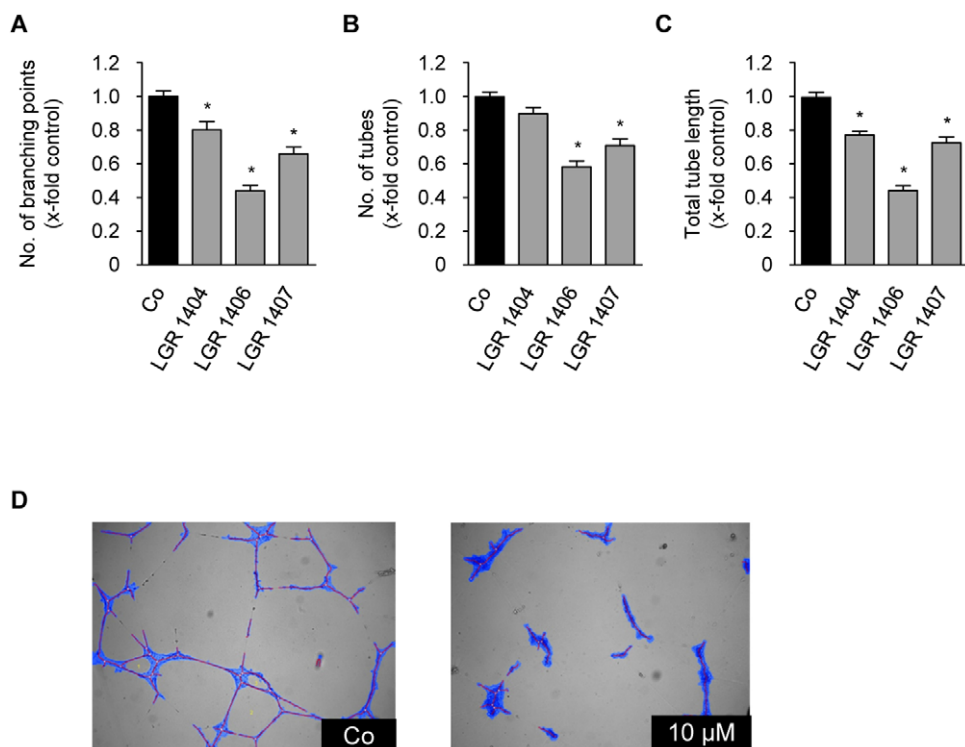 A
No. of branching points
(x-fold control)
1.2
1.0
0.8
0.6
0.4
0.2
0
*
*
*
Co
LGR 1404
LGR 1406
LGR 1407
B
No. of tubes
(x-fold control)
1.2
1.0
0.8
0.6
0.4
0.2
0
*
*
Co
LGR 1404
LGR 1406
LGR 1407
C
Total tube length
(x-fold control)
1.2
1.0
0.8
0.6
0.4
0.2
0
*
*
*
Co
LGR 1404
LGR 1406
LGR 1407
D
Co
10 µM